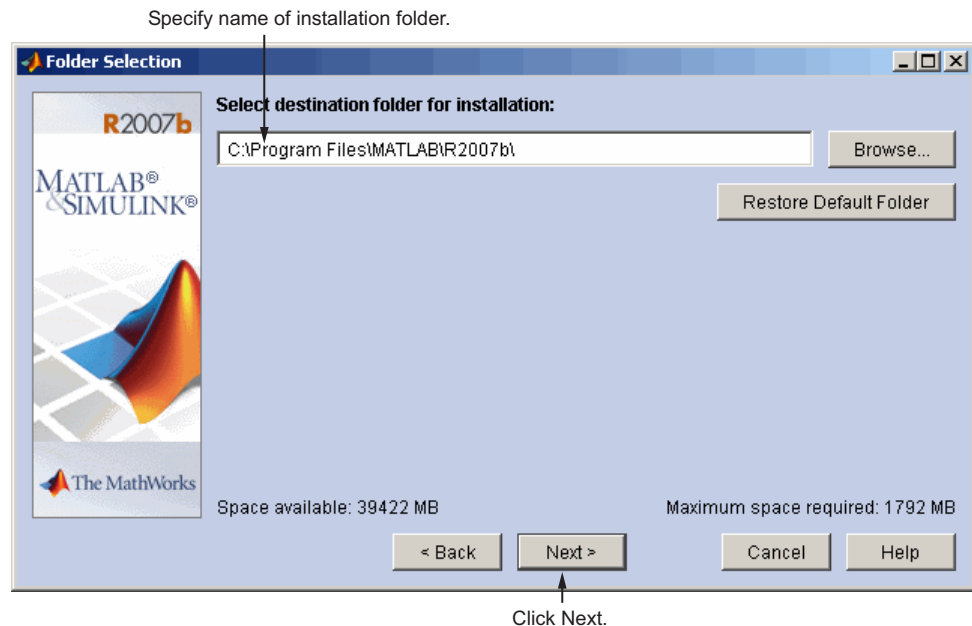 Specify name of installation folder.
Folder Selection
R2007b
MATLAB®
&SIMULINK®
The MathWorks
Select destination folder for installation:
C:\Program Files\MATLAB\R2007b\
Browse...
Restore Default Folder
Space available: 39422 MB
Maximum space required: 1792 MB
< Back
Next >
Cancel
Help
Click Next.